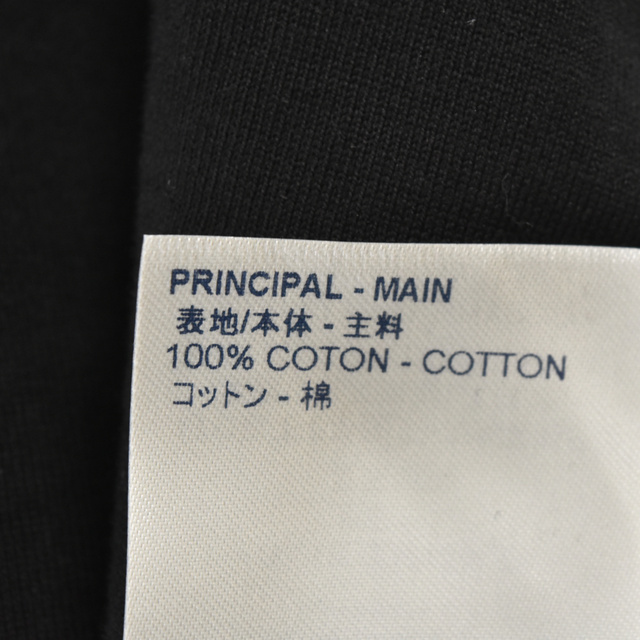 PRINCIPAL - MAIN
表地/本体 - 主料
100% COTON - COTTON
コットン - 棉